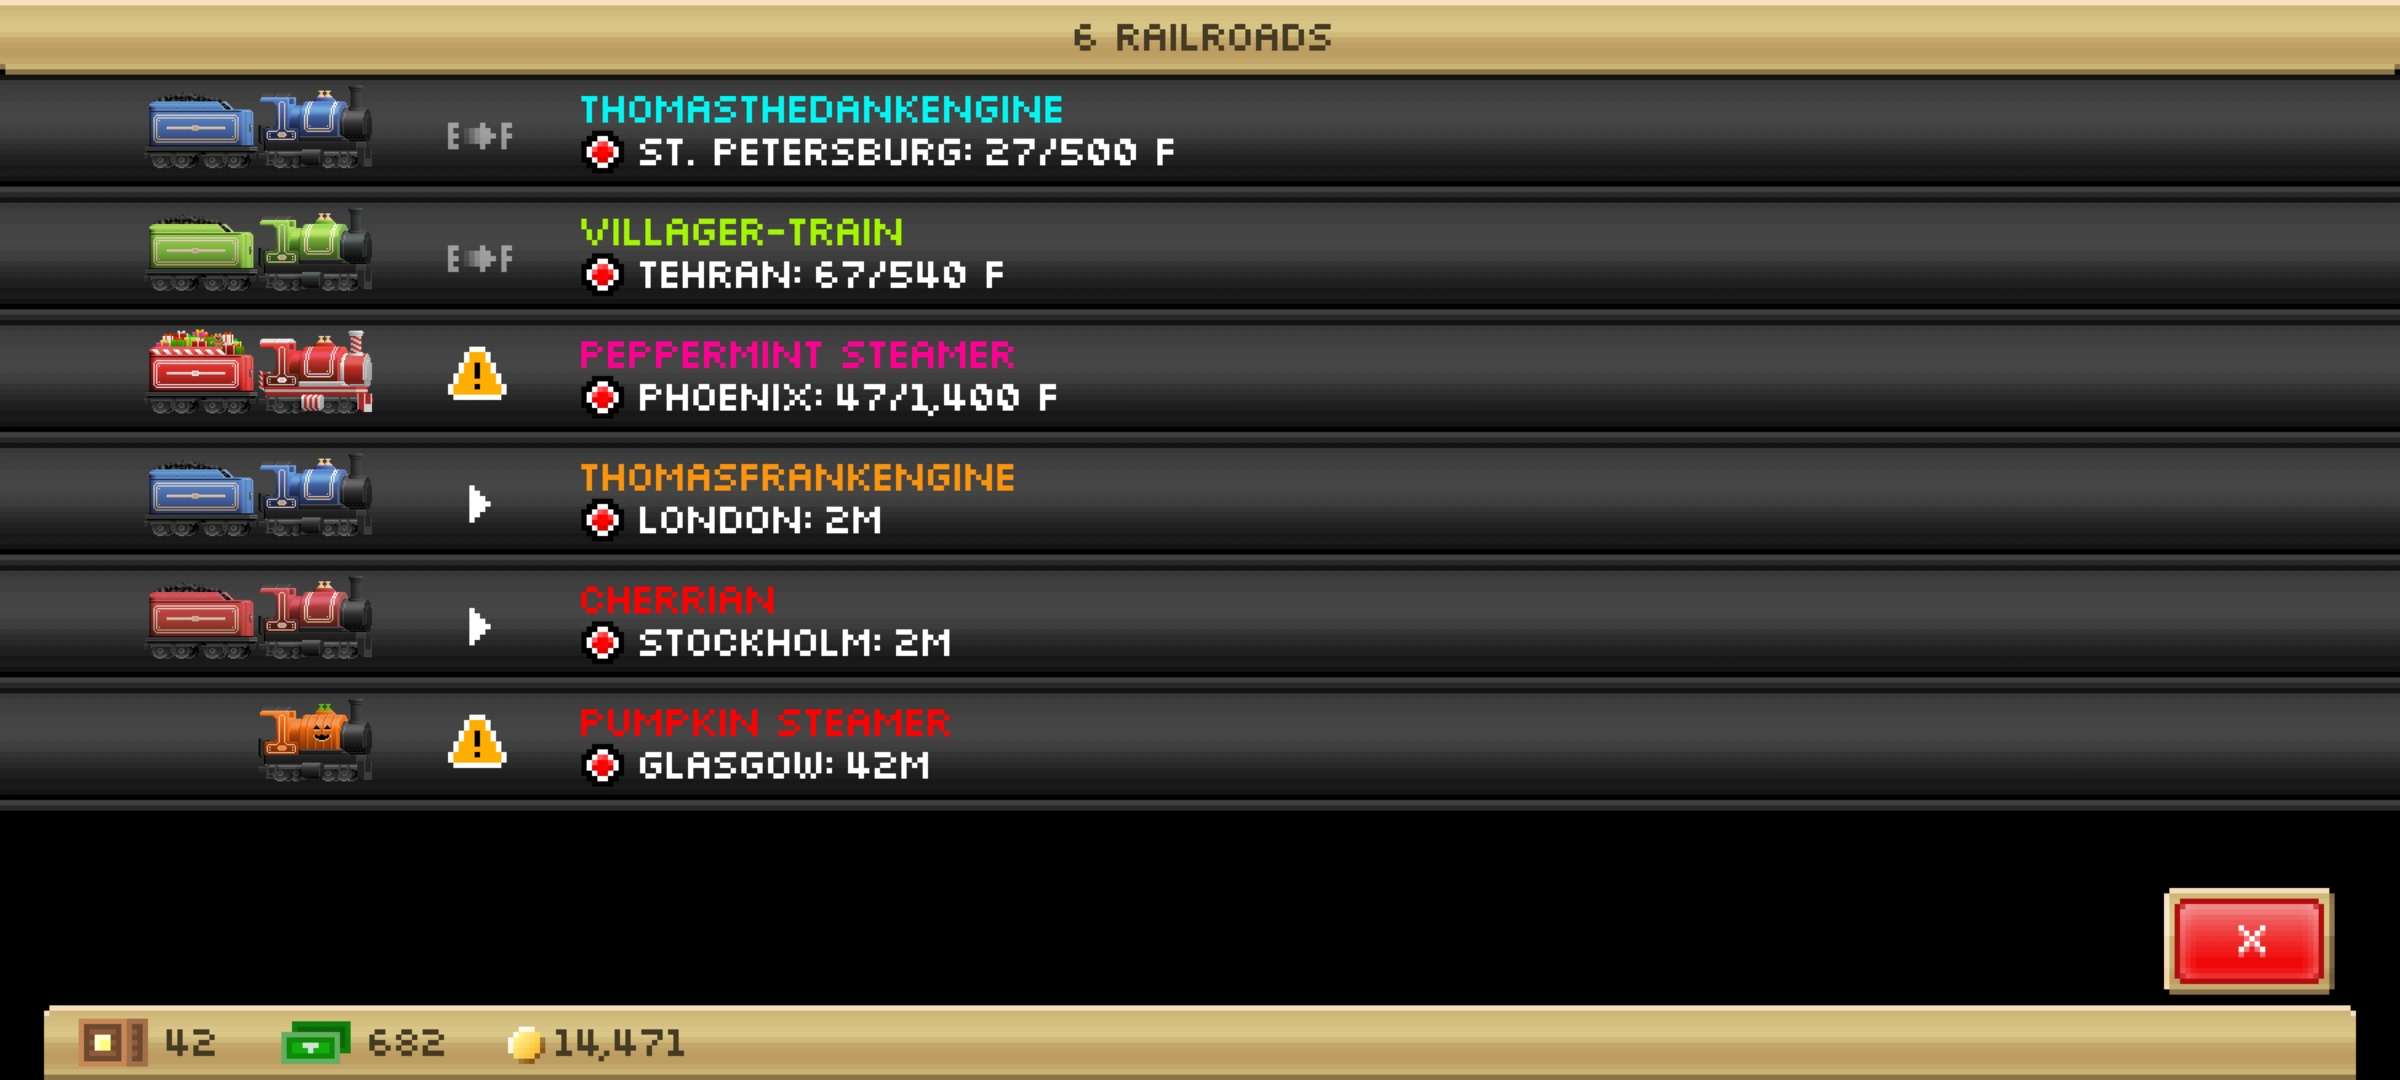 6 RAILROADS
E F
THOMASTHEDANKENGINE
ST. PETERSBURG: 27/500 F
E F
VILLAGER-TRAIN
TEHRAN: 67/540 F
!
PEPPERMINT STEAMER
PHOENIX: 47/1,400 F
THOMASFRANKENGINE
LONDON: 2M
CHERRIAN
STOCKHOLM: 2M
!
PUMPKIN STEAMER
GLASGOW: 42M
X
42 682 14,471